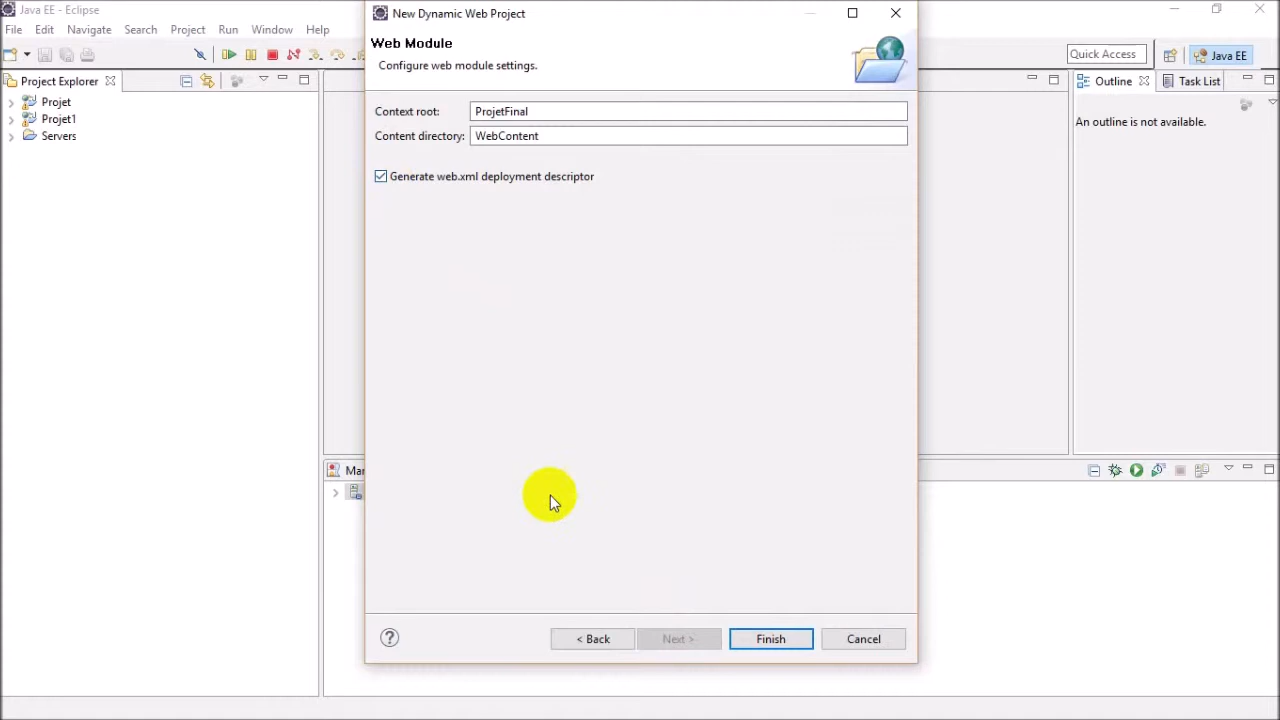 Java EE - Eclipse
File Edit Navigate Search Project Run Window Help
Quick Access
Java EE
Project Explorer
Projet
Projet1
Servers
New Dynamic Web Project
Web Module
Configure web module settings.
Context root: ProjetFinal
Content directory: WebContent
Generate web.xml deployment descriptor
? < Back Next > Finish Cancel
Outline Task List
An outline is not available.
Mar